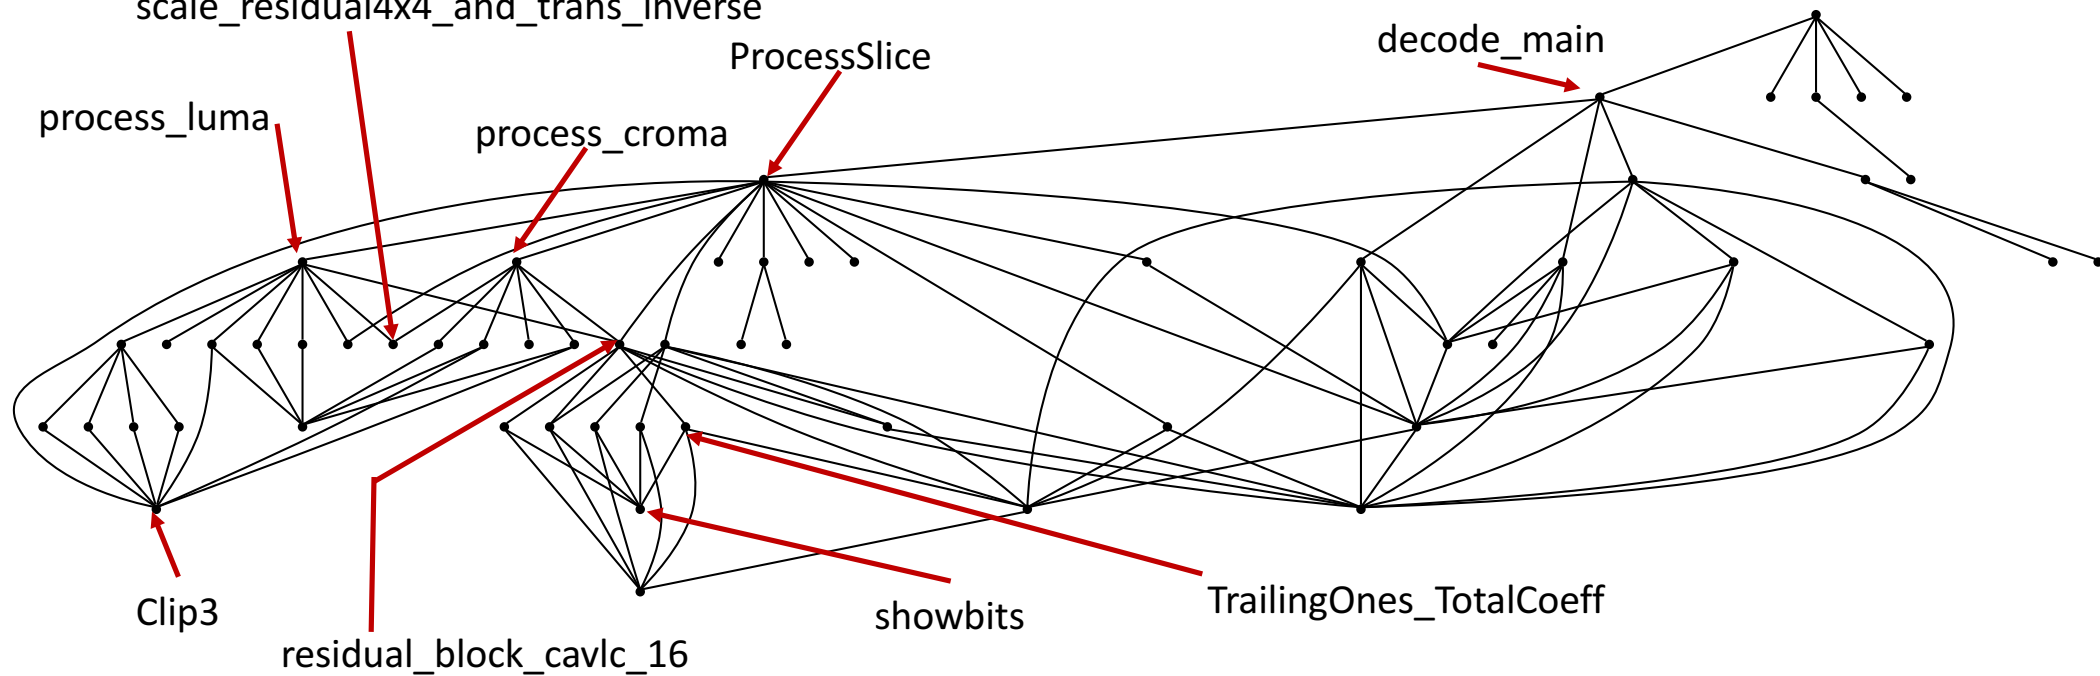 scale_residual4x4_and_trans_inverse
decode_main
ProcessSlice
process_luma
process_croma
Clip3
showbits
TrailingOnes_TotalCoeff
residual_block_cavlc_16